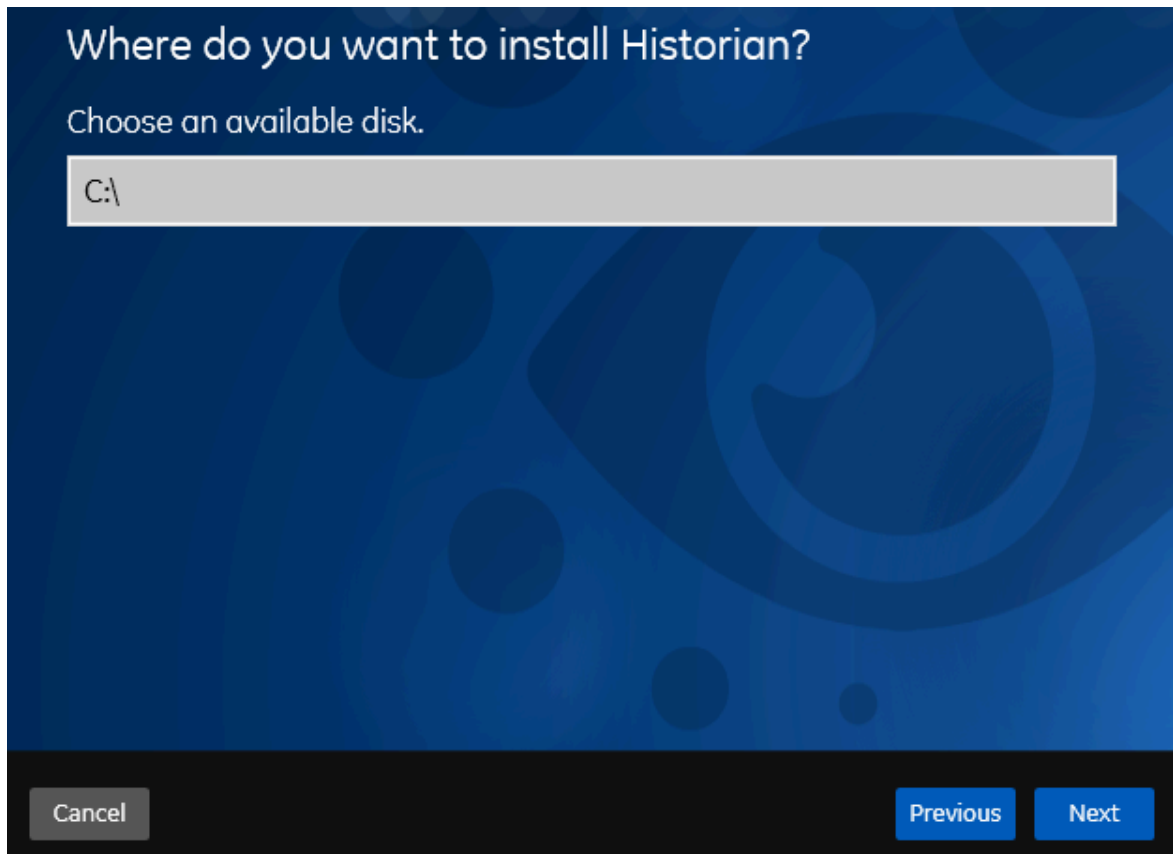 Where do you want to install Historian?
Choose an available disk.
C:\
Cancel
Previous
Next